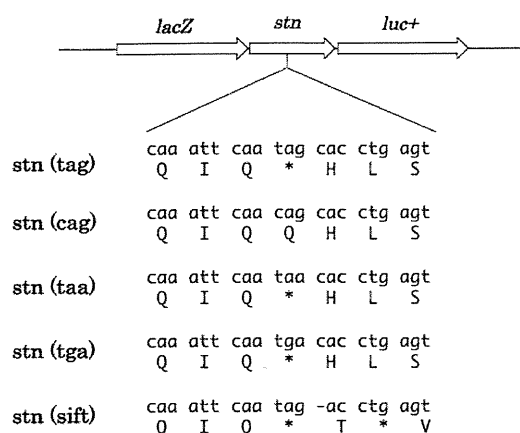 lacZ stn luc+
caa att caa tag cac ctg agt
stn (tag) Q I Q * H L S
caa att caa cag cac ctg agt
stn (cag) Q I Q Q H L S
caa att caa taa cac ctg agt
stn (taa) Q I Q * H L S
caa att caa tga cac ctg agt
stn (tga) Q I Q * H L S
caa att caa tag -ac ctg agt
stn (sift) Q I Q * T * V